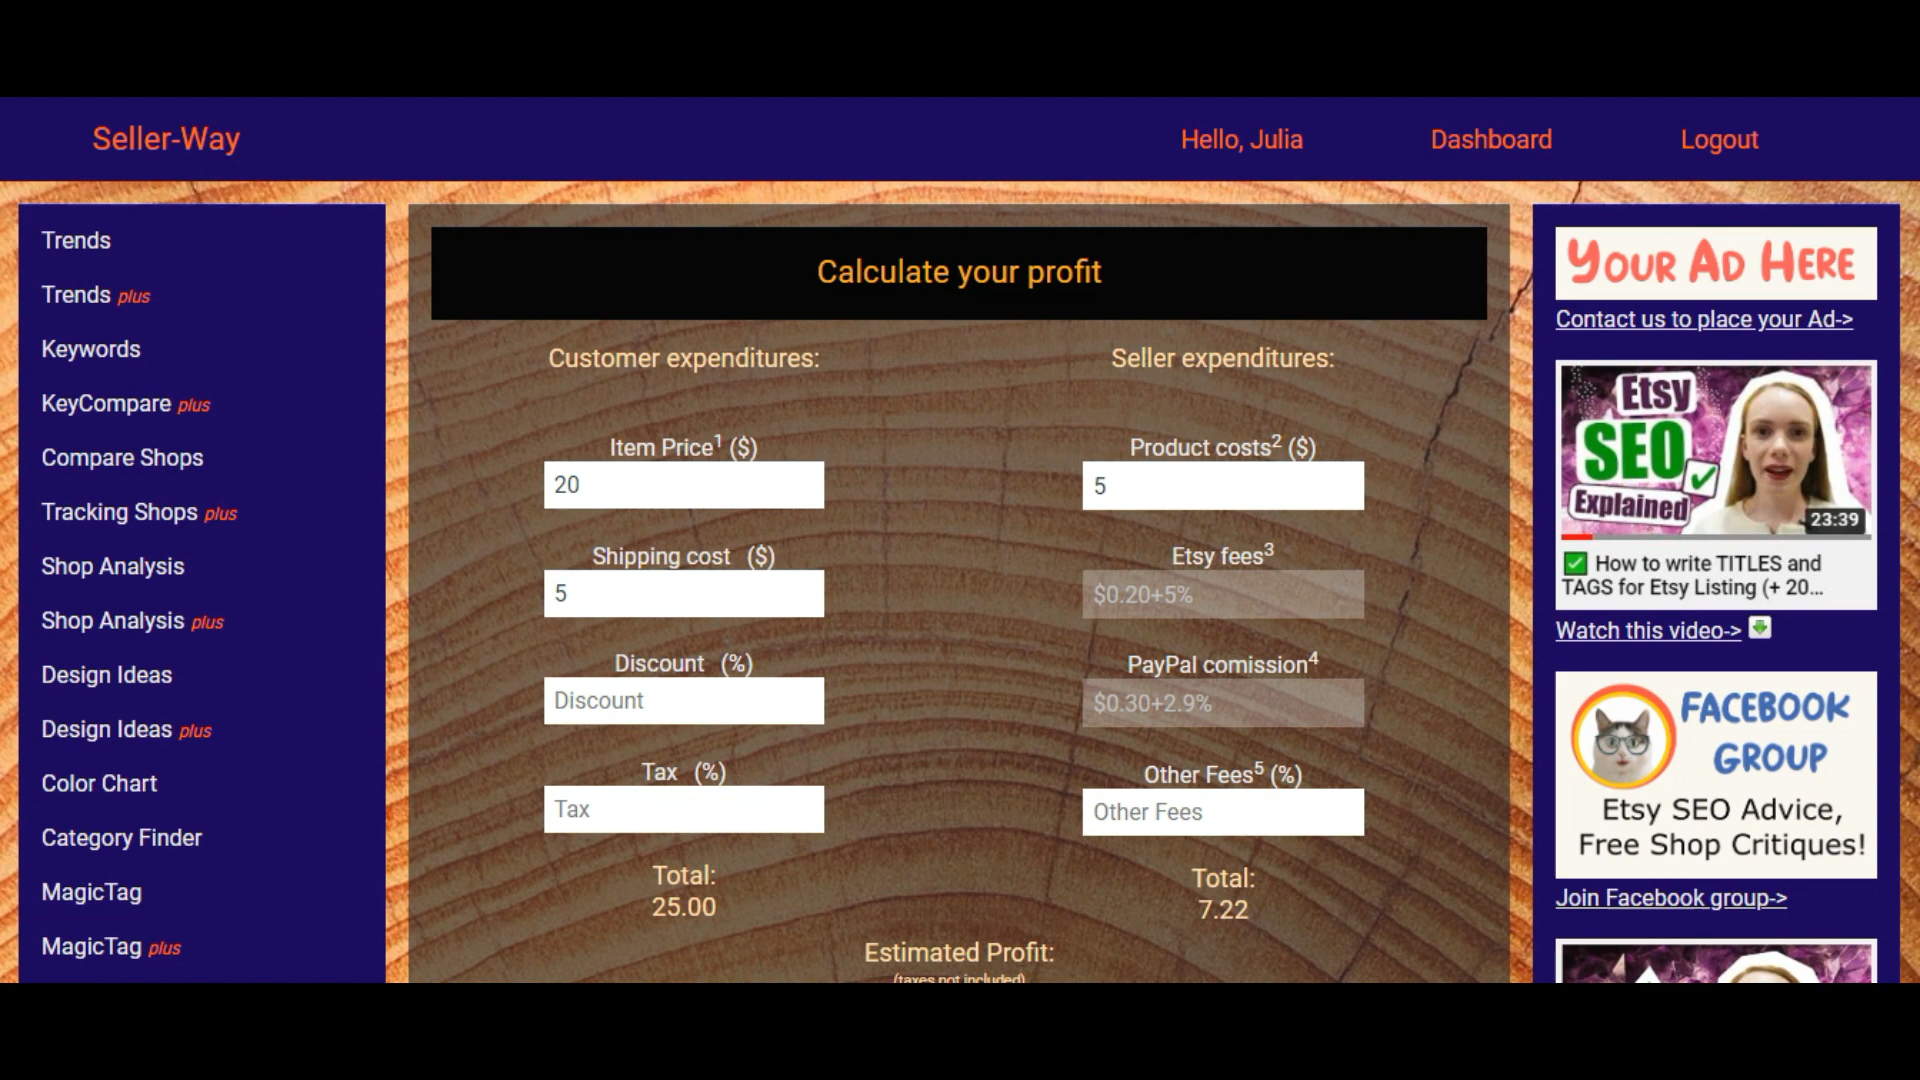 Seller-Way
Hello, Julia
Dashboard
Logout
Trends
Trends plus
Keywords
KeyCompare plus
Compare Shops
Tracking Shops plus
Shop Analysis
Shop Analysis plus
Design Ideas
Design Ideas plus
Color Chart
Category Finder
MagicTag
MagicTag plus
Calculate your profit
Customer expenditures:
Item Price¹ ($)
20
Shipping cost ($)
5
Discount (%)
Discount
Tax (%)
Tax
Total:
25.00
Seller expenditures:
Product costs² ($)
5
Etsy fees³
$0.20+5%
PayPal comission⁴
$0.30+2.9%
Other Fees⁵ (%)
Other Fees
Total:
7.22
Estimated Profit:
(taxes not included)
YOUR AD HERE
Contact us to place your Ad->
Etsy
SEO
Explained
23:39
How to write TITLES and
TAGS for Etsy Listing (+ 20...
Watch this video->
FACEBOOK
GROUP
Etsy SEO Advice,
Free Shop Critiques!
Join Facebook group->